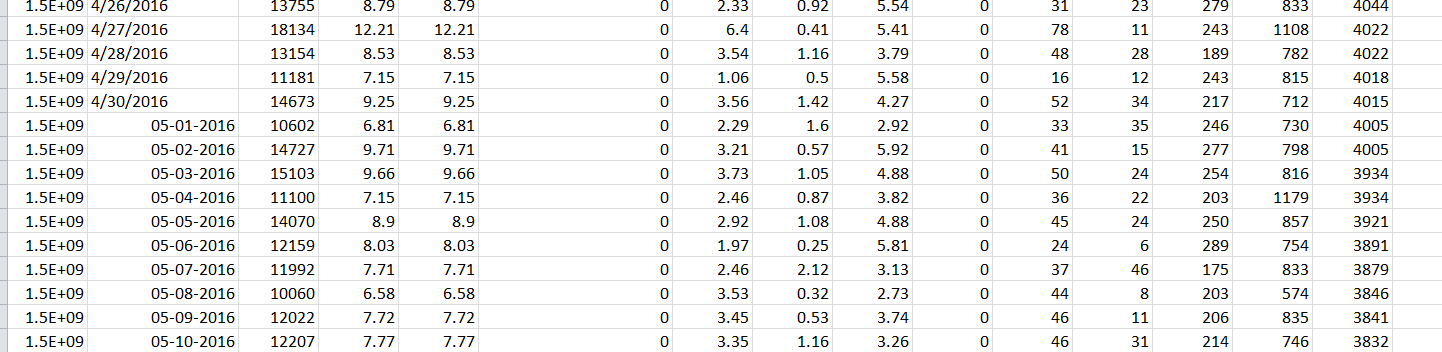 1.5E+09 4/26/2016 13755 8.79 8.79 0 2.33 0.92 5.54 0 31 23 279 833 4044
1.5E+09 4/27/2016 18134 12.21 12.21 0 6.4 0.41 5.41 0 78 11 243 1108 4022
1.5E+09 4/28/2016 13154 8.53 8.53 0 3.54 1.16 3.79 0 48 28 189 782 4022
1.5E+09 4/29/2016 11181 7.15 7.15 0 1.06 0.5 5.58 0 16 12 243 815 4018
1.5E+09 4/30/2016 14673 9.25 9.25 0 3.56 1.42 4.27 0 52 34 217 712 4015
1.5E+09 05-01-2016 10602 6.81 6.81 0 2.29 1.6 2.92 0 33 35 246 730 4005
1.5E+09 05-02-2016 14727 9.71 9.71 0 3.21 0.57 5.92 0 41 15 277 798 4005
1.5E+09 05-03-2016 15103 9.66 9.66 0 3.73 1.05 4.88 0 50 24 254 816 3934
1.5E+09 05-04-2016 11100 7.15 7.15 0 2.46 0.87 3.82 0 36 22 203 1179 3934
1.5E+09 05-05-2016 14070 8.9 8.9 0 2.92 1.08 4.88 0 45 24 250 857 3921
1.5E+09 05-06-2016 12159 8.03 8.03 0 1.97 0.25 5.81 0 24 6 289 754 3891
1.5E+09 05-07-2016 11992 7.71 7.71 0 2.46 2.12 3.13 0 37 46 175 833 3879
1.5E+09 05-08-2016 10060 6.58 6.58 0 3.53 0.32 2.73 0 44 8 203 574 3846
1.5E+09 05-09-2016 12022 7.72 7.72 0 3.45 0.53 3.74 0 46 11 206 835 3841
1.5E+09 05-10-2016 12207 7.77 7.77 0 3.35 1.16 3.26 0 46 31 214 746 3832